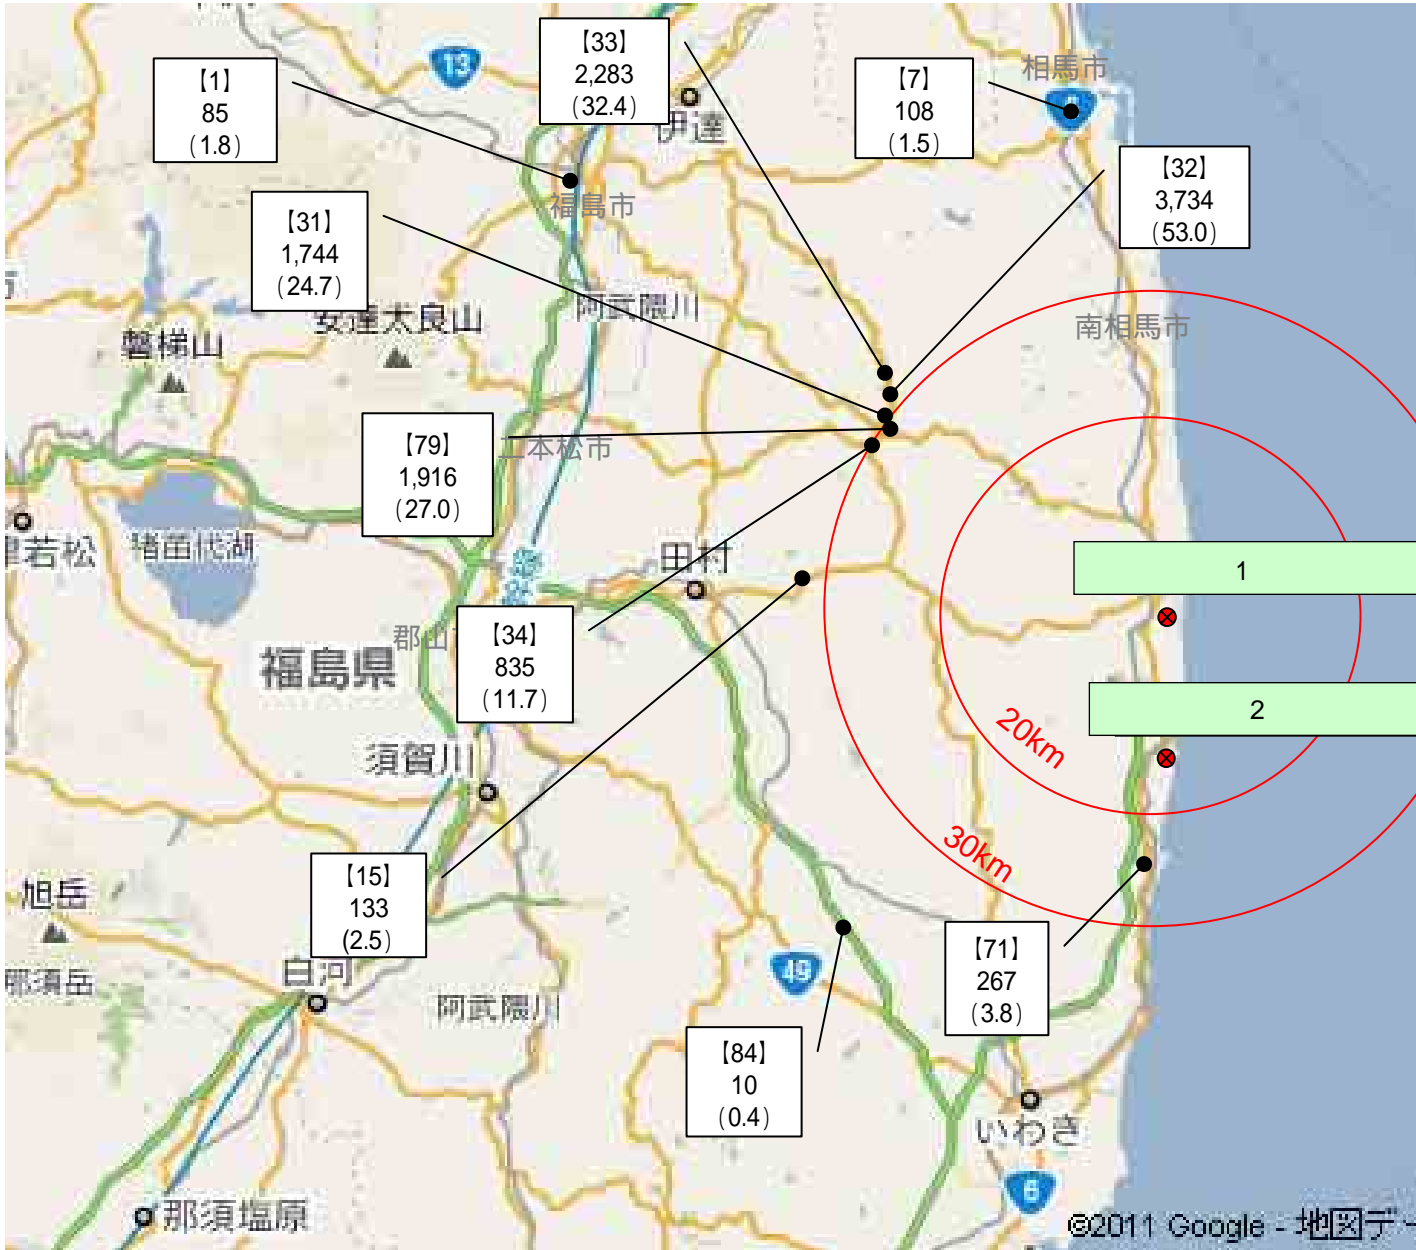 【33】
2,283
(32.4)
13
伊達
【1】
85
(1.8)
【7】
108
(1.5)
相馬市
【32】
3,734
(53.0)
福島市
【31】
1,744
(24.7)
阿武隈川
安達太良山
磐梯山
南相馬市
【79】
1,916
(27.0)
二本松市
若松
猪苗代湖
田村
1
【34】
835
(11.7)
郡山
福島県
2
20km
須賀川
30km
【15】
133
(2.5)
旭岳
那須岳
白河
阿武隈川
49
【71】
267
(3.8)
【84】
10
(0.4)
いわき
6
那須塩原
©2011 Google - 地図デー